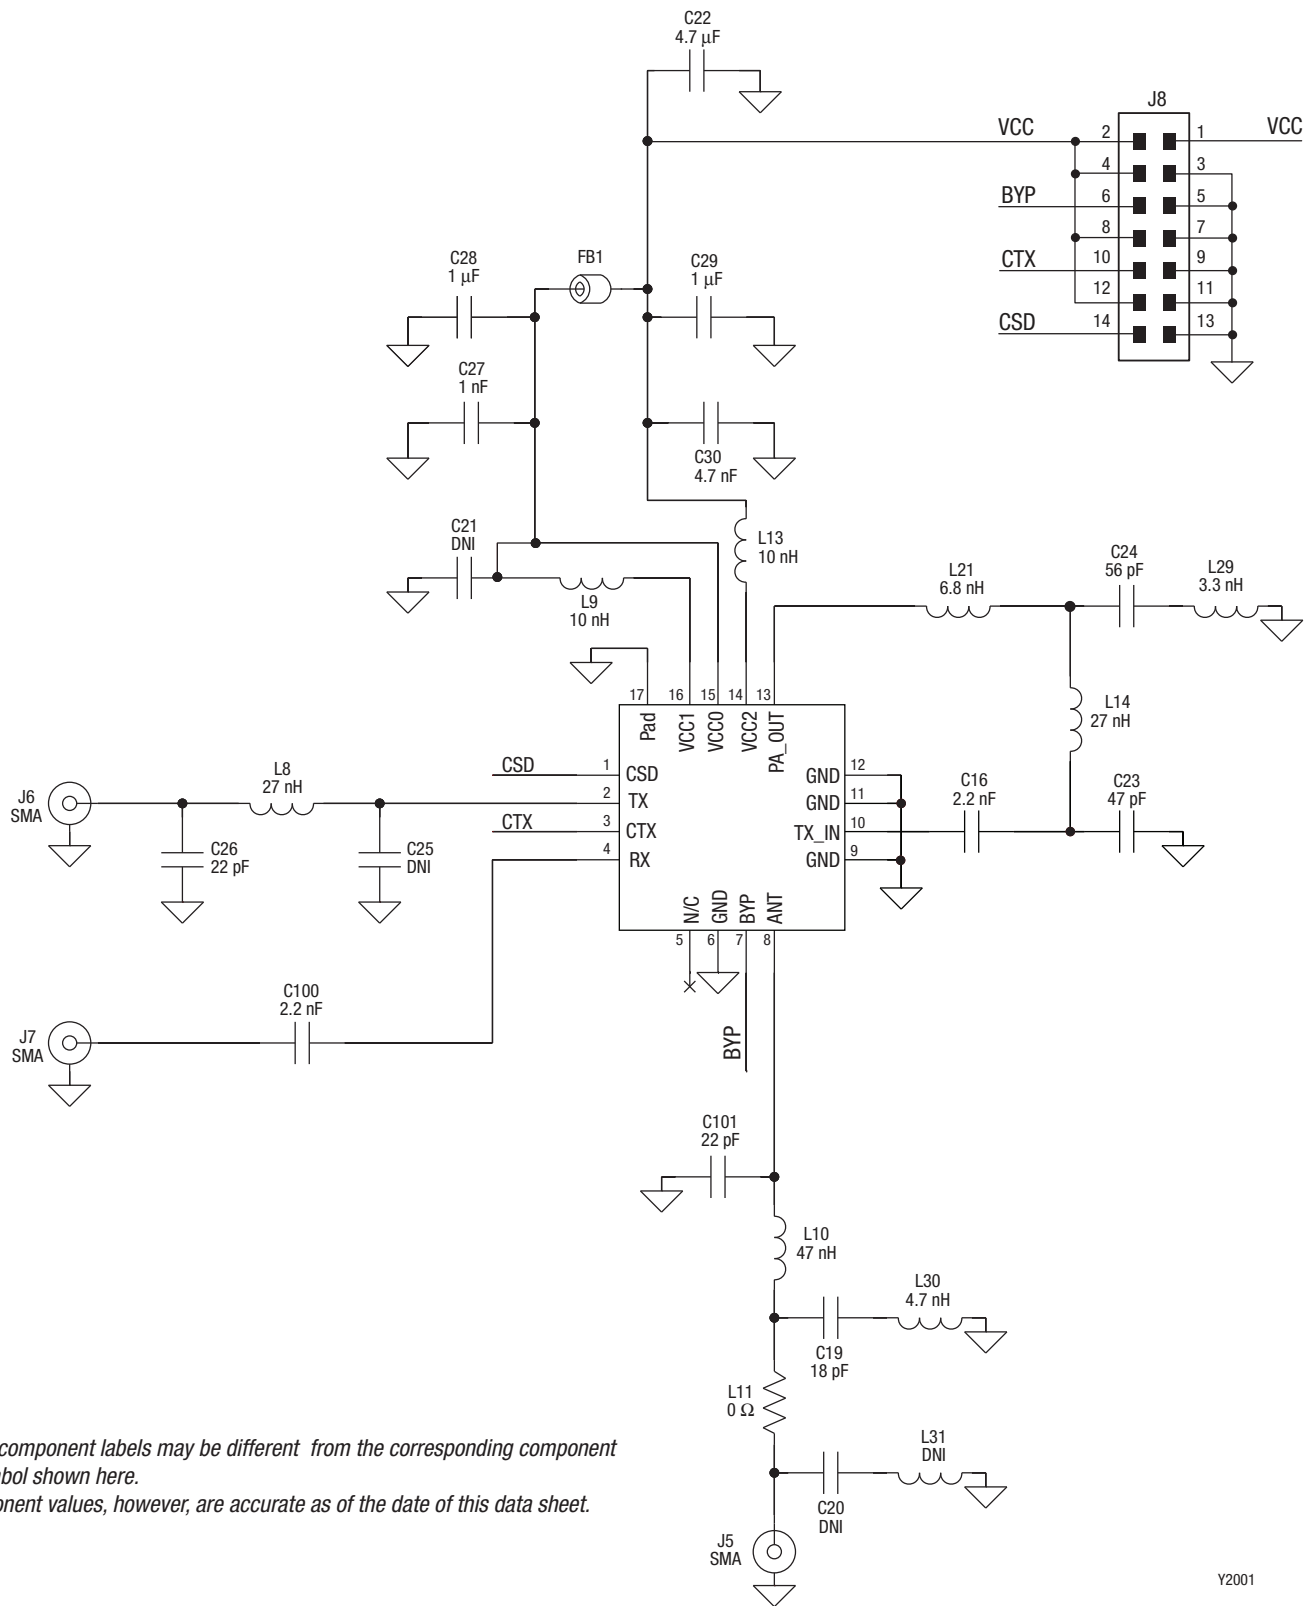 C22
4.7 µF
J8
VCC
2
1
VCC
4
3
BYP
6
5
8
7
CTX
10
9
12
11
CSD
14
13
C28
1 µF
FB1
C29
1 µF
C27
1 nF
C30
4.7 nF
C21
DNI
L13
10 nH
L9
10 nH
L21
6.8 nH
C24
56 pF
L29
3.3 nH
17
16
15
14
13
Pad
VCC1
VCC0
VCC2
PA_OUT
L14
27 nH
CSD
1
CSD
GND
12
J6
SMA
L8
27 nH
2
TX
GND
11
C16
2.2 nF
C23
47 pF
CTX
3
CTX
TX_IN
10
C26
22 pF
C25
DNI
4
RX
GND
9
N/C
GND
BYP
ANT
5
6
7
8
C100
2.2 nF
J7
SMA
BYP
C101
22 pF
L10
47 nH
L30
4.7 nH
C19
18 pF
L11
0 Ω
L31
DNI
C20
DNI
J5
SMA
component labels may be different from the corresponding component
shown here.
values, however, are accurate as of the date of this data sheet.
Y2001